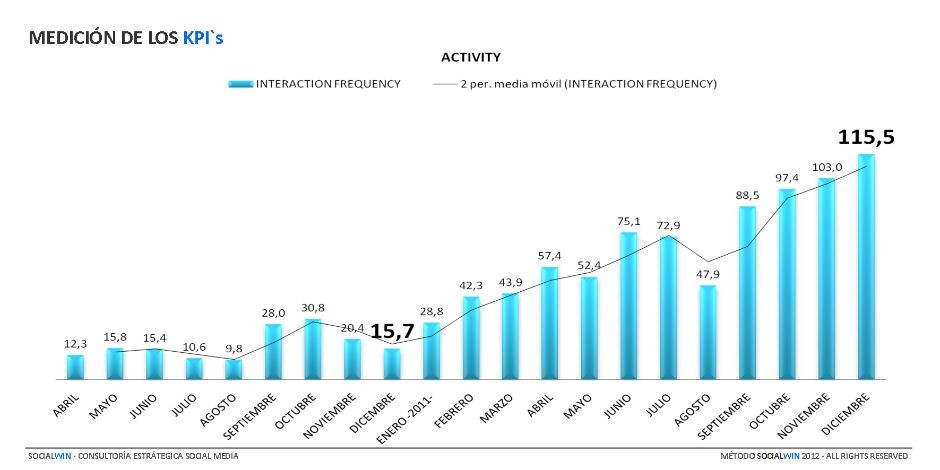 MEDICIÓN DE LOS KPI`s
ACTIVITY
INTERACTION FREQUENCY
2 per. media móvil (INTERACTION FREQUENCY)
12,3
15,8
15,4
10,6
9,8
28,0
30,8
20,4
15,7
28,8
42,3
43,9
57,4
52,4
75,1
72,9
47,9
88,5
97,4
103,0
115,5
ABRIL
MAYO
JUNIO
JULIO
AGOSTO
SEPTIEMBRE
OCTUBRE
NOVIEMBRE
DICEMBRE
ENERO -2011-
FEBRERO
MARZO
ABRIL
MAYO
JUNIO
JULIO
AGOSTO
SEPTIEMBRE
OCTUBRE
NOVIEMBRE
DICIEMBRE
SOCIALWIN - CONSULTORÍA ESTRÁTEGICA SOCIAL MEDIA
MÉTODO SOCIALWIN 2012 - ALL RIGHTS RESERVED